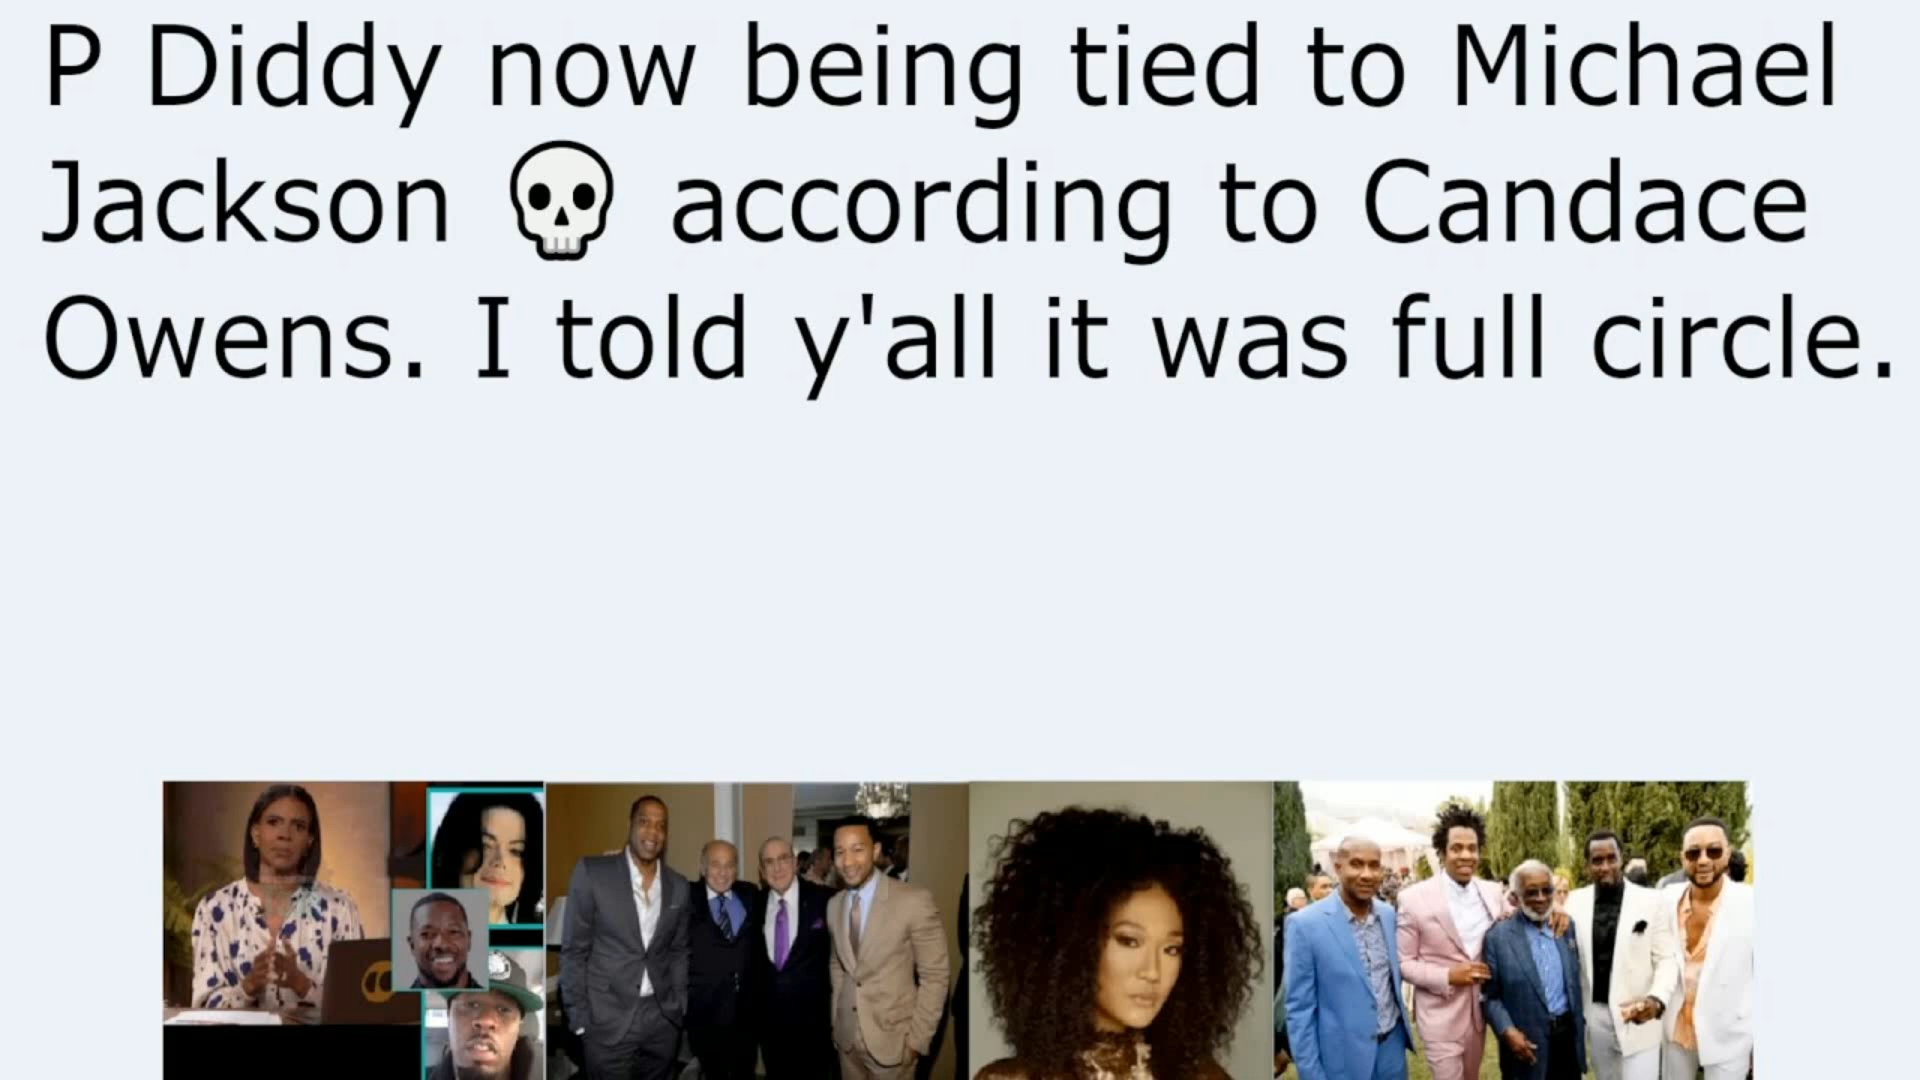 P Diddy now being tied to Michael
Jackson 💀 according to Candace
Owens. I told y'all it was full circle.